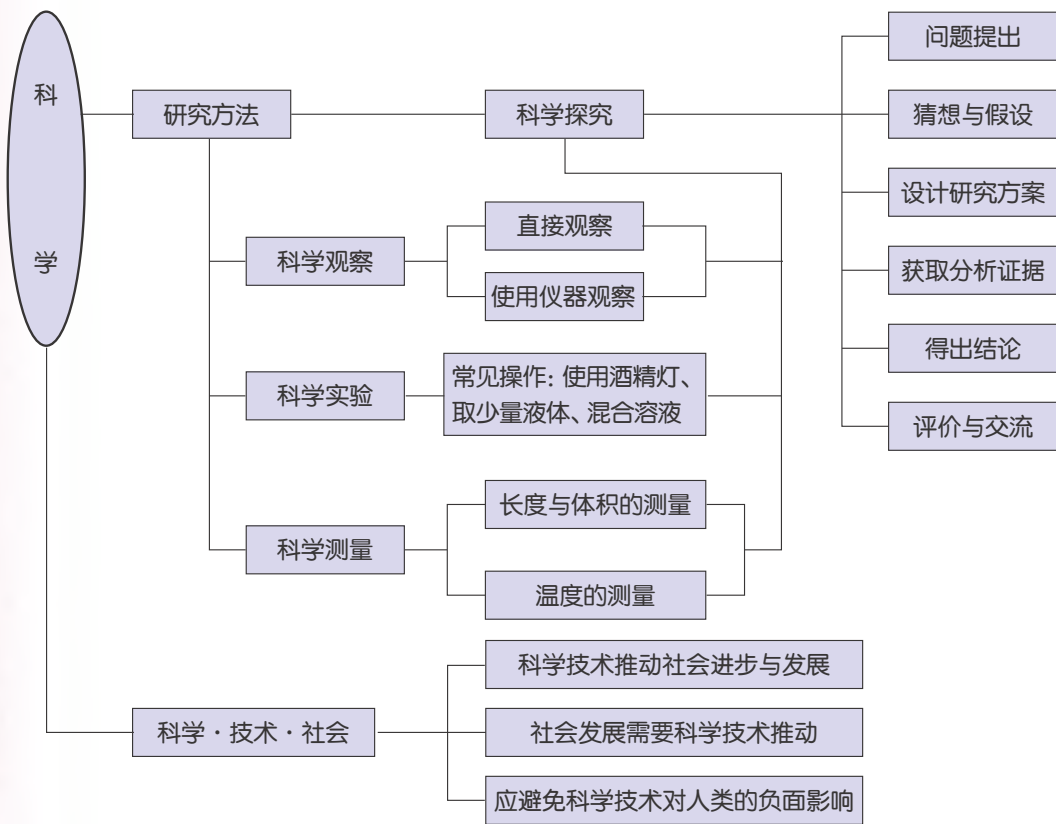 科
学
研究方法
科学探究
问题提出
猜想与假设
设计研究方案
获取分析证据
得出结论
评价与交流
科学观察
直接观察
使用仪器观察
科学实验
常见操作：使用酒精灯、
取少量液体、混合溶液
科学测量
长度与体积的测量
温度的测量
科学·技术·社会
科学技术推动社会进步与发展
社会发展需要科学技术推动
应避免科学技术对人类的负面影响